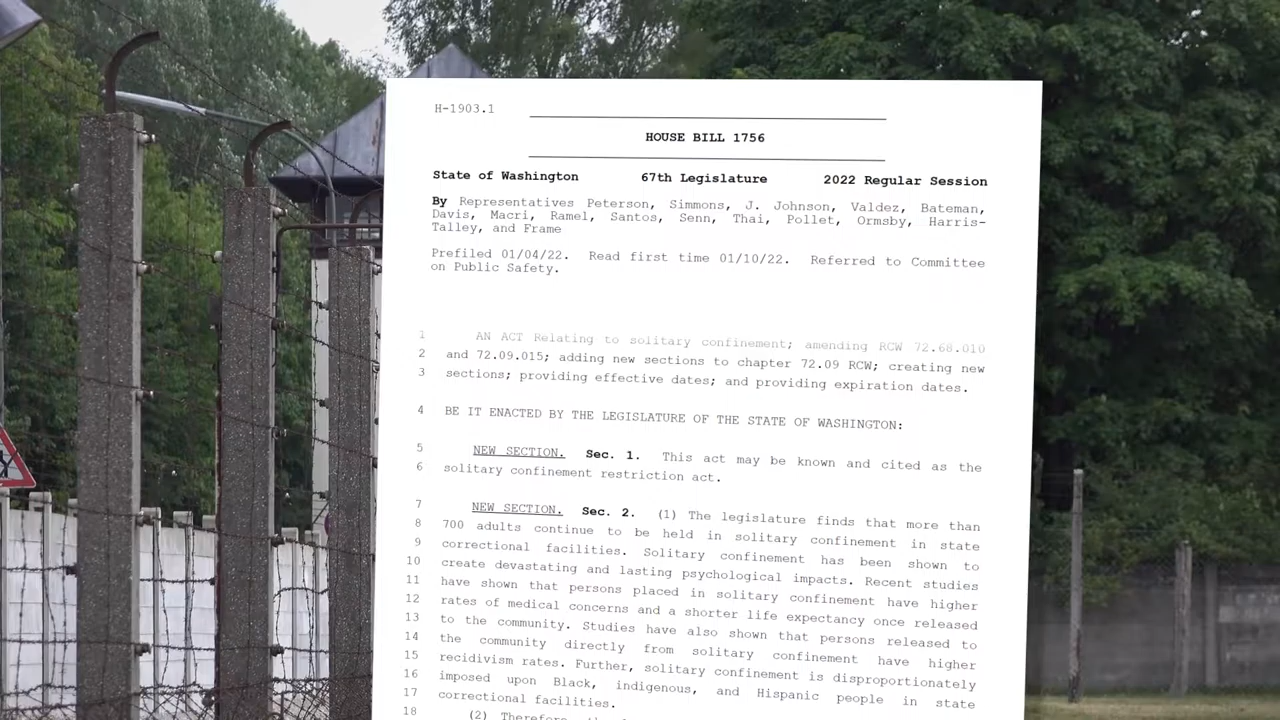 H-1903.1
HOUSE BILL 1756
State of Washington 67th Legislature 2022 Regular Session
By Representatives Peterson, Simmons, J. Johnson, Valdez, Bateman,
Davis, Macri, Ramel, Santos, Senn, Thai, Pollet, Ormsby, Harris-
Talley, and Frame
Prefiled 01/04/22. Read first time 01/10/22. Referred to Committee
on Public Safety.
1 AN ACT Relating to solitary confinement; amending RCW 72.68.010
2 and 72.09.015; adding new sections to chapter 72.09 RCW; creating new
3 sections; providing effective dates; and providing expiration dates.
4 BE IT ENACTED BY THE LEGISLATURE OF THE STATE OF WASHINGTON:
5 NEW SECTION. Sec. 1. This act may be known and cited as the
6 solitary confinement restriction act.
7 NEW SECTION. Sec. 2. (1) The legislature finds that more than
8 700 adults continue to be held in solitary confinement in state
9 correctional facilities. Solitary confinement has been shown to
10 create devastating and lasting psychological impacts. Recent studies
11 have shown that persons placed in solitary confinement have higher
12 rates of medical concerns and a shorter life expectancy once released
13 to the community. Studies have also shown that persons released to
14 the community directly from solitary confinement have higher
15 recidivism rates. Further, solitary confinement is disproportionately
16 imposed upon Black, indigenous, and Hispanic people in state
17 correctional facilities.
18 (2) Therefore, the